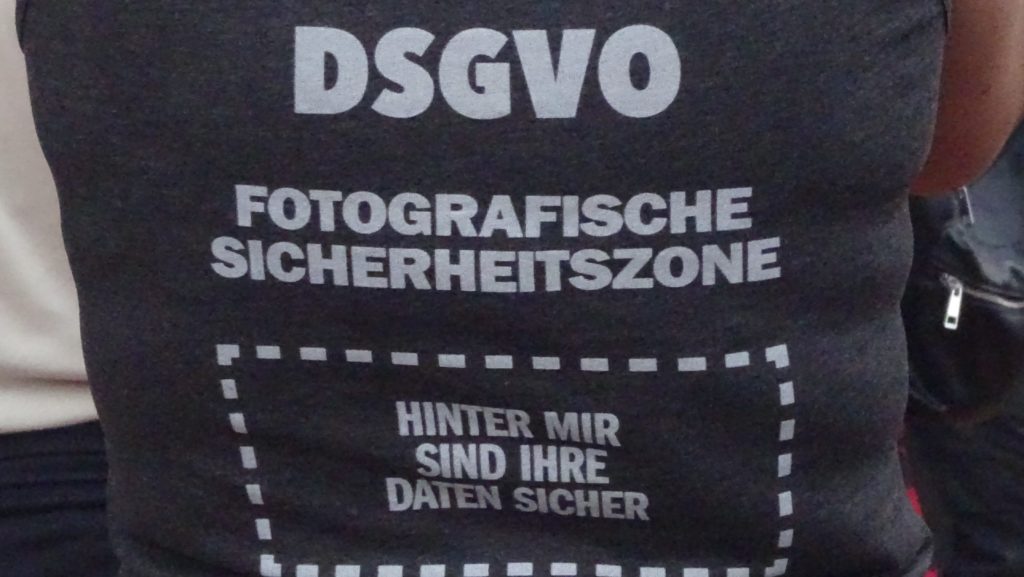 DSGVO
FOTOGRAFISCHE
SICHERHEITSZONE
HINTER MIR
SIND IHRE
DATEN SICHER